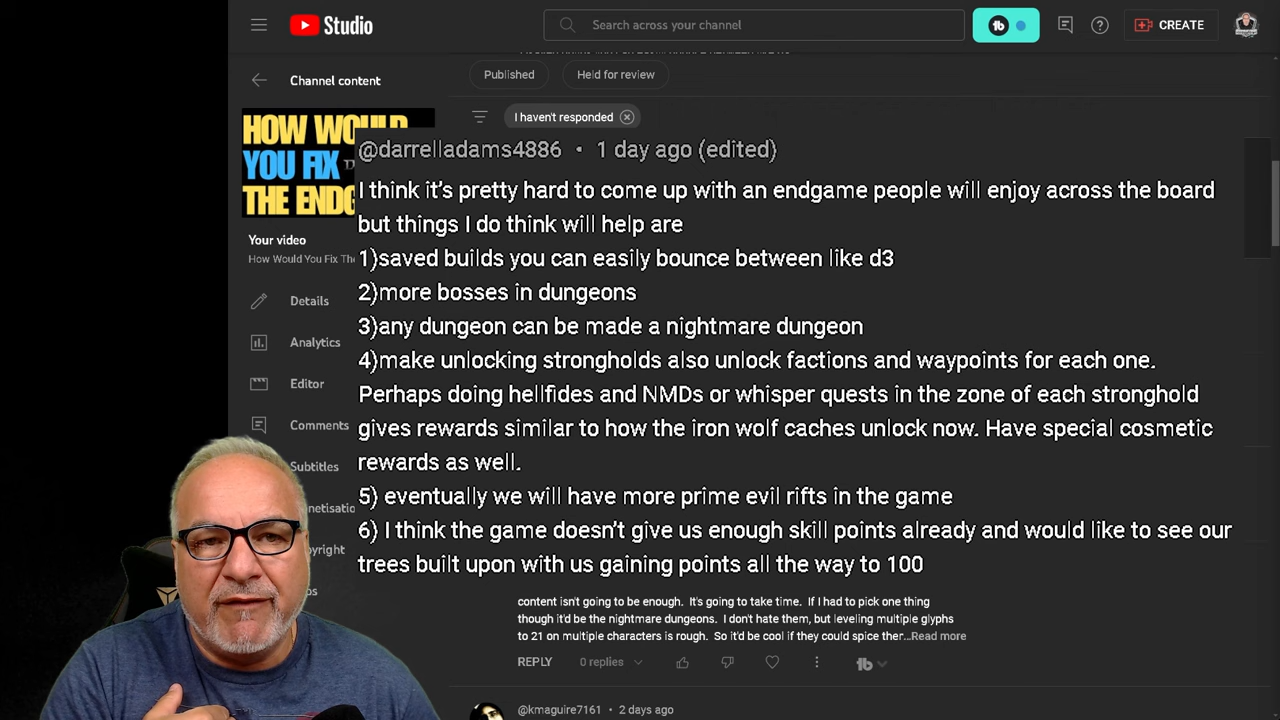 Studio
Search across your channel
CREATE
Channel content
Published
Held for review
I haven't responded
HOW WOULD
YOU FIX
THE ENDG
Your video
How Would You Fix The
Details
Analytics
Editor
Comments
Subtitles
netisatio
pyright
@darrelladams4886 • 1 day ago (edited)
I think it's pretty hard to come up with an endgame people will enjoy across the board
but things I do think will help are
1)saved builds you can easily bounce between like d3
2)more bosses in dungeons
3)any dungeon can be made a nightmare dungeon
4)make unlocking strongholds also unlock factions and waypoints for each one.
Perhaps doing hellfides and NMDs or whisper quests in the zone of each stronghold
gives rewards similar to how the iron wolf caches unlock now. Have special cosmetic
rewards as well.
5) eventually we will have more prime evil rifts in the game
6) I think the game doesn't give us enough skill points already and would like to see our
trees built upon with us gaining points all the way to 100
content isn't going to be enough. It's going to take time. If I had to pick one thing
though it'd be the nightmare dungeons. I don't hate them, but leveling multiple glyphs
to 21 on multiple characters is rough. So it'd be cool if they could spice ther...Read more
REPLY
0 replies
tb
@kmaguire7161 • 2 days ago